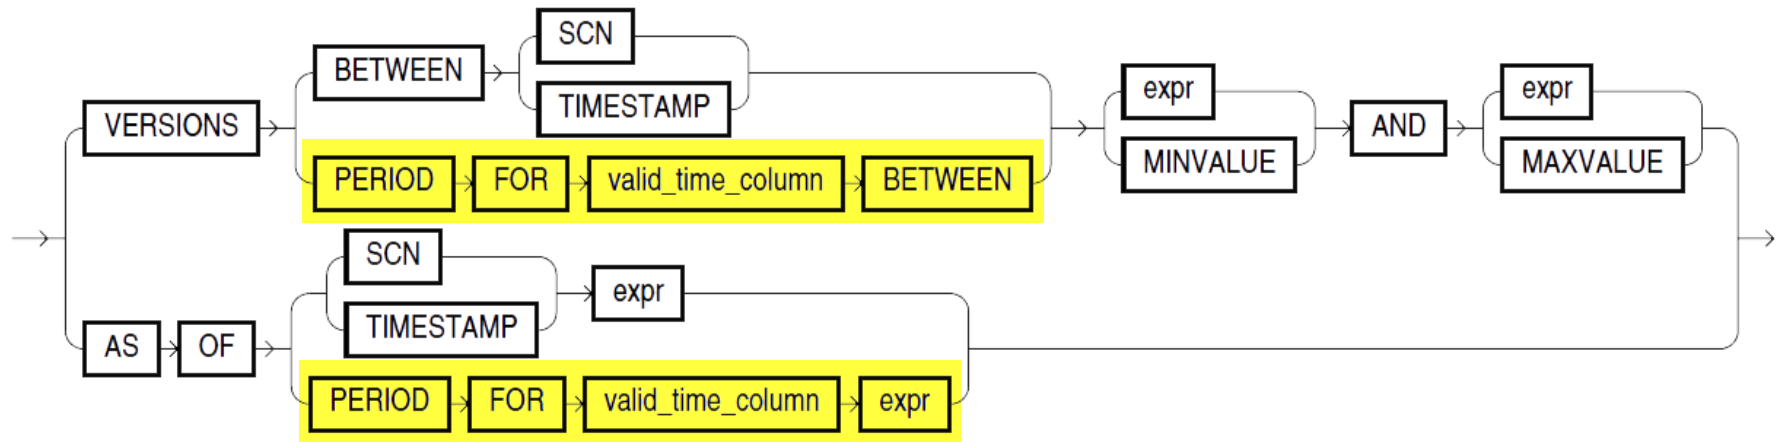 SCN
BETWEEN
TIMESTAMP
VERSIONS
PERIOD FOR valid_time_column BETWEEN
expr
MINVALUE
AND
expr
MAXVALUE
SCN
TIMESTAMP
expr
AS OF
PERIOD FOR valid_time_column expr